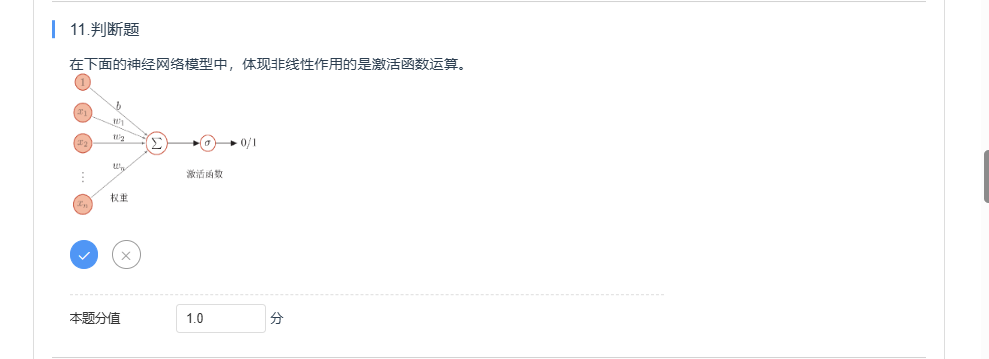 11.判断题
在下面的神经网络模型中，体现非线性作用的是激活函数运算。
1
b
x₁
w₁
x₂
w₂
∑
σ
0/1
⋮
wₙ
激活函数
xₙ
权重
本题分值
1.0
分